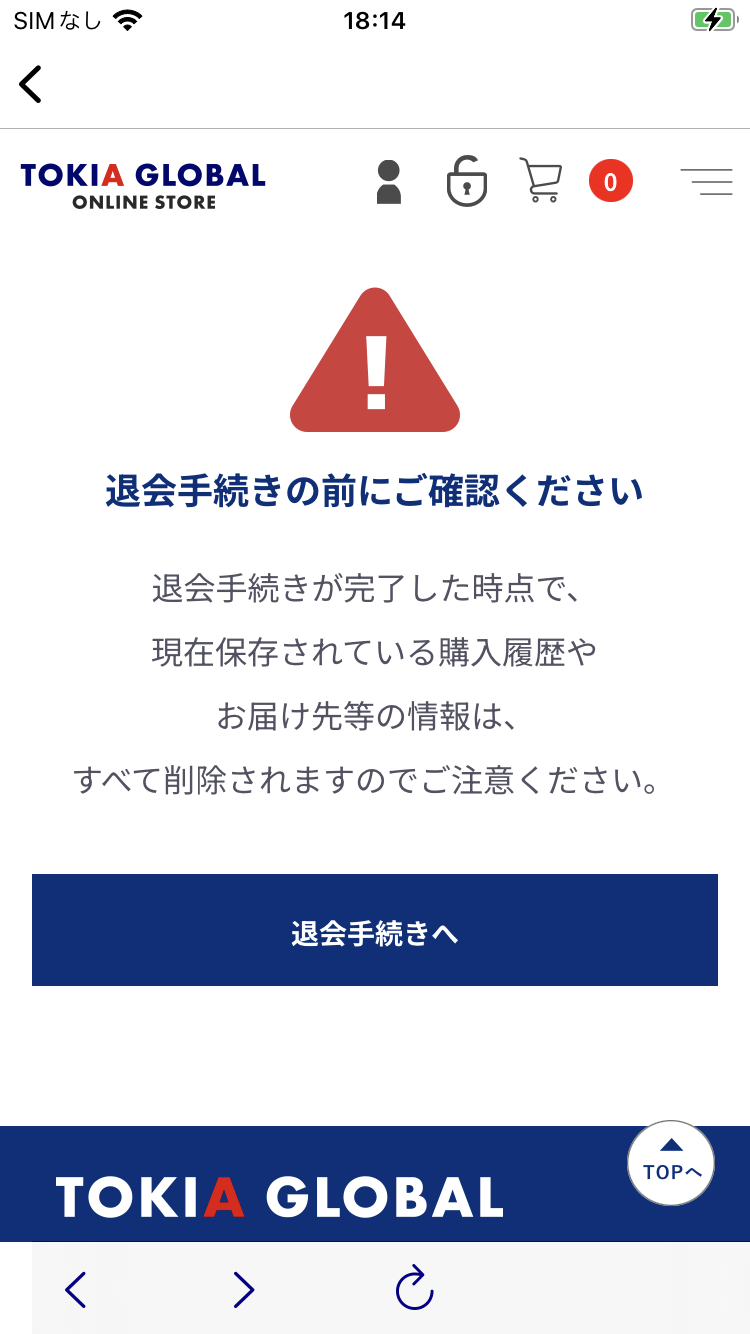 SIMなし
18:14
TOKIA GLOBAL
ONLINE STORE
0
!
退会手続きの前にご確認ください
退会手続きが完了した時点で、
現在保存されている購入履歴や
お届け先等の情報は、
すべて削除されますのでご注意ください。
退会手続きへ
TOPへ
TOKIA GLOBAL